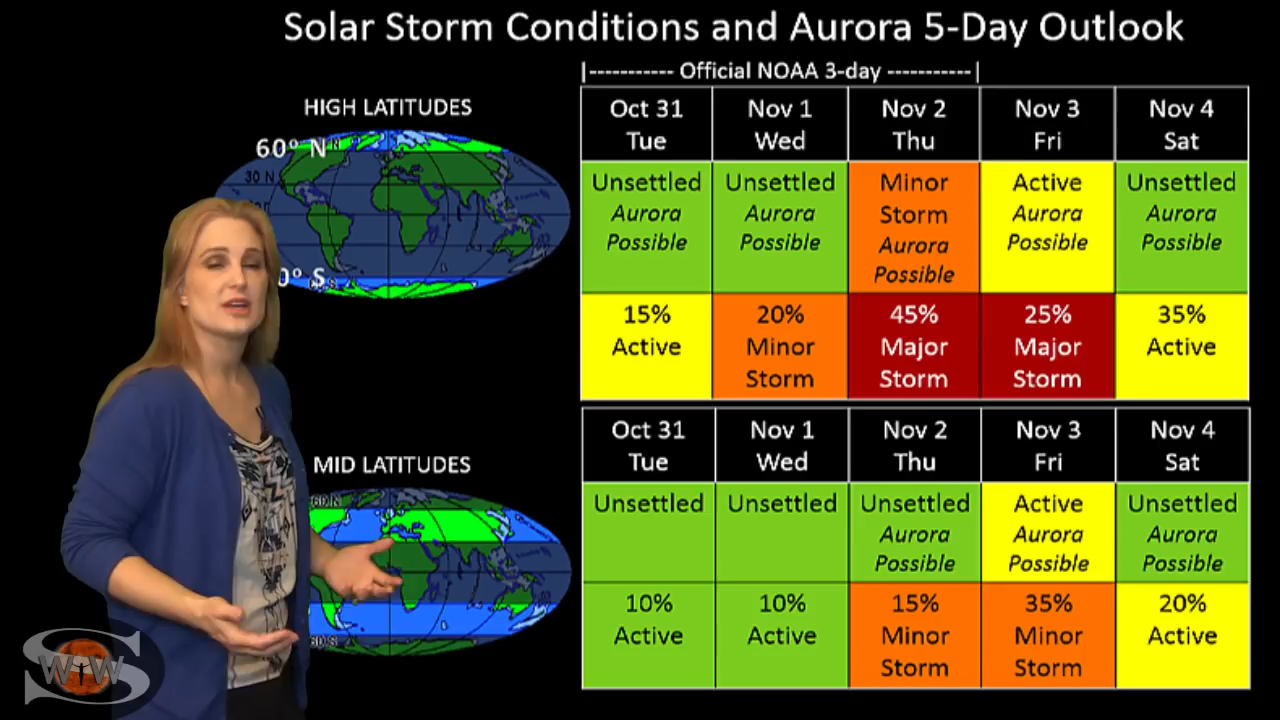 Solar Storm Conditions and Aurora 5-Day Outlook
|----------- Official NOAA 3-day -----------|
HIGH LATITUDES
60° N
30 N
0° S
Oct 31 Nov 1 Nov 2 Nov 3 Nov 4
Tue Wed Thu Fri Sat
Unsettled Unsettled Minor Active Unsettled
Aurora Aurora Storm Aurora Aurora
Possible Possible Aurora Possible Possible
Possible
15% 20% 45% 25% 35%
Active Minor Major Major Active
Storm Storm Storm
MID LATITUDES
60 N
60 S
Oct 31 Nov 1 Nov 2 Nov 3 Nov 4
Tue Wed Thu Fri Sat
Unsettled Unsettled Unsettled Active Unsettled
Aurora Aurora Aurora
Possible Possible Possible
10% 10% 15% 35% 20%
Active Active Minor Minor Active
Storm Storm
S
WTW